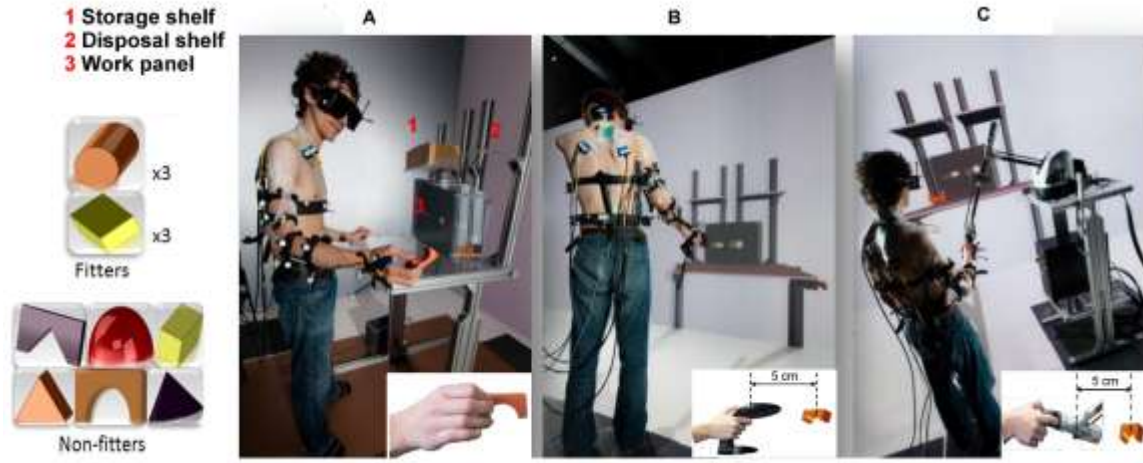 1 Storage shelf
2 Disposal shelf
3 Work panel
x3
x3
Fitters
Non-fitters
A
1
2
3
B
5 cm
C
5 cm